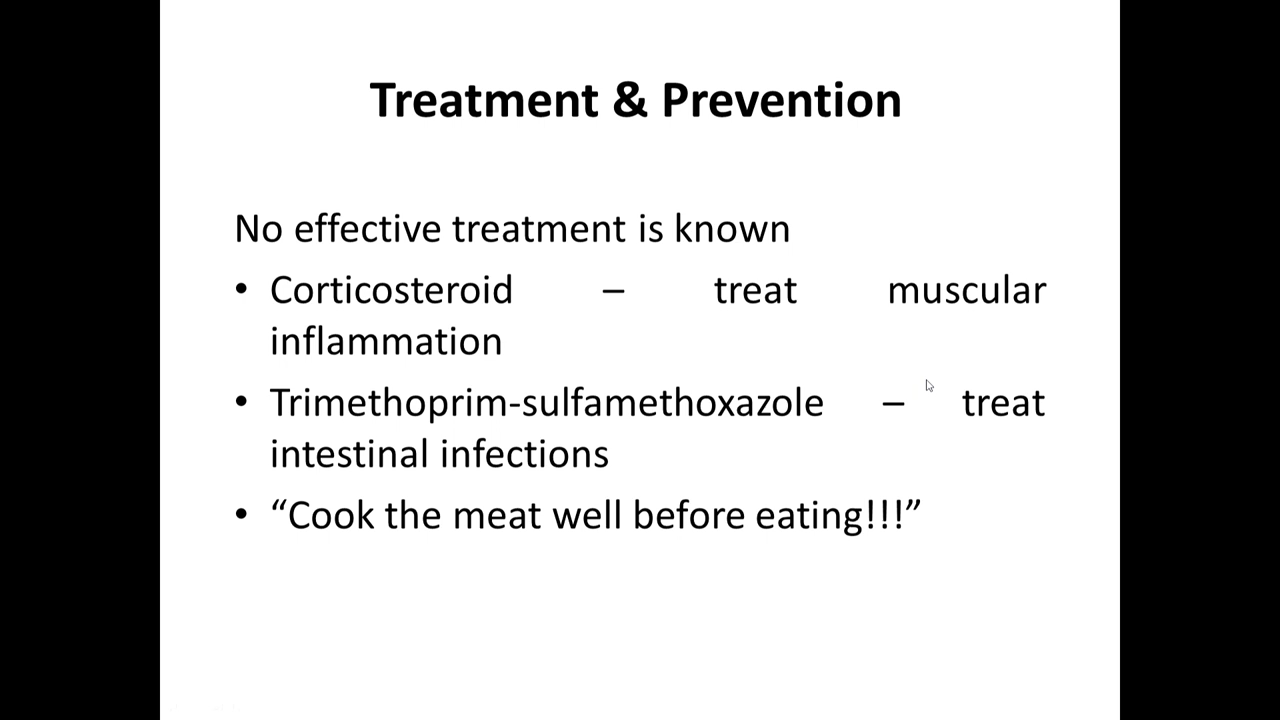 Treatment & Prevention
No effective treatment is known
• Corticosteroid – treat muscular
inflammation
• Trimethoprim-sulfamethoxazole – treat
intestinal infections
• “Cook the meat well before eating!!!”